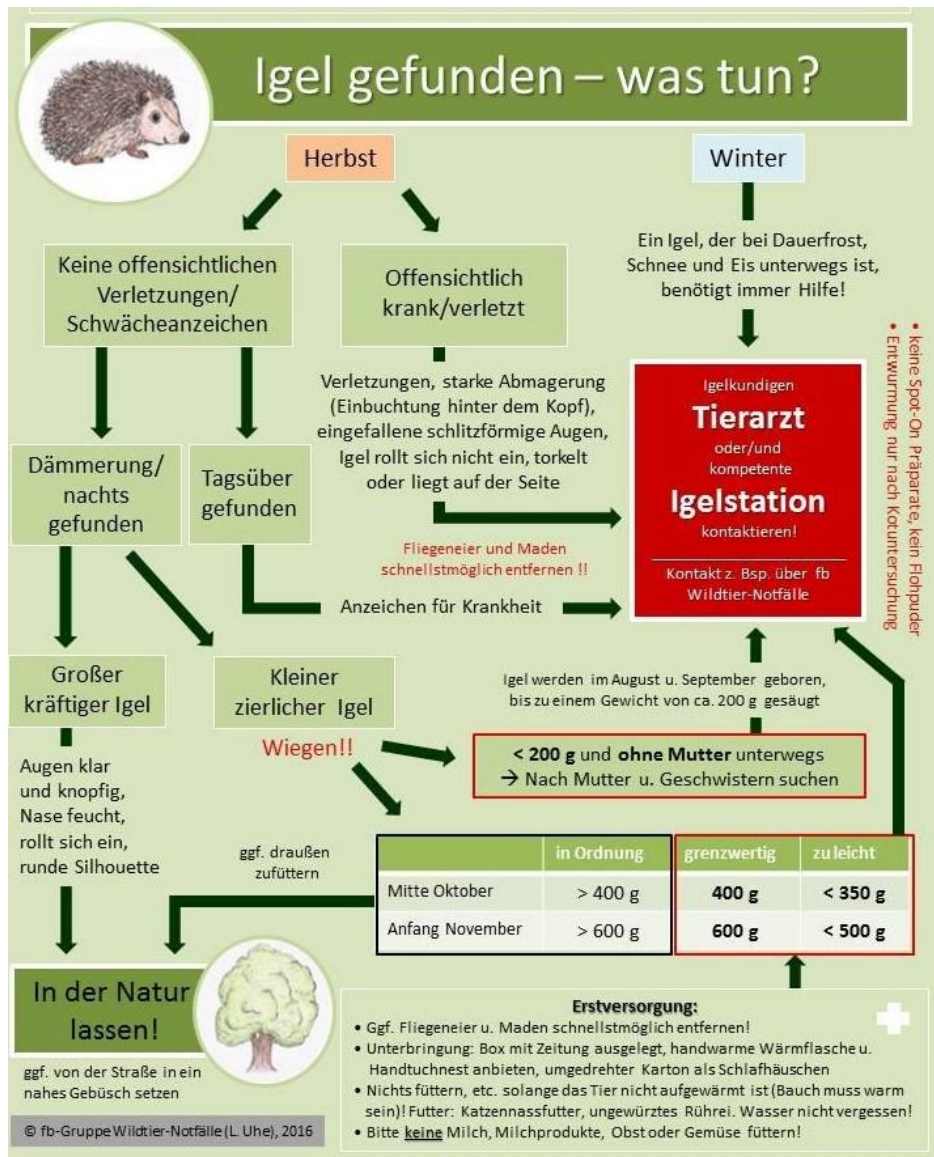 Igel gefunden – was tun?
Herbst
Winter
Keine offensichtlichen
Verletzungen/
Schwächeanzeichen
Offensichtlich
krank/verletzt
Ein Igel, der bei Dauerfrost,
Schnee und Eis unterwegs ist,
benötigt immer Hilfe!
Verletzungen, starke Abmagerung
(Einbuchtung hinter dem Kopf),
eingefallene schlitzförmige Augen,
Igel rollt sich nicht ein, torkelt
oder liegt auf der Seite
Igelkundigen
Tierarzt
oder/und
kompetente
Igelstation
kontaktieren!
Kontakt z. Bsp. über fb
Wildtier-Notfälle
• keine Spot-On Präparate, kein Flohpuder
• Entwurmung nur nach Kotuntersuchung
Dämmerung/
nachts
gefunden
Tagsüber
gefunden
Fliegeneier und Maden
schnellstmöglich entfernen !!
Anzeichen für Krankheit
Großer
kräftiger Igel
Kleiner
zierlicher Igel
Wiegen!!
Igel werden im August u. September geboren,
bis zu einem Gewicht von ca. 200 g gesäugt
< 200 g und ohne Mutter unterwegs
→ Nach Mutter u. Geschwistern suchen
Augen klar
und knopfig,
Nase feucht,
rollt sich ein,
runde Silhouette
ggf. draußen
zufüttern
in Ordnung grenzwertig zu leicht
Mitte Oktober > 400 g 400 g < 350 g
Anfang November > 600 g 600 g < 500 g
In der Natur
lassen!
ggf. von der Straße in ein
nahes Gebüsch setzen
© fb-Gruppe Wildtier-Notfälle (L. Uhe), 2016
Erstversorgung:
• Ggf. Fliegeneier u. Maden schnellstmöglich entfernen!
• Unterbringung: Box mit Zeitung ausgelegt, handwarme Wärmflasche u.
Handtuchnest anbieten, umgedrehter Karton als Schlafhäuschen
• Nichts füttern, etc. solange das Tier nicht aufgewärmt ist (Bauch muss warm
sein)! Futter: Katzennassfutter, ungewürztes Rührei. Wasser nicht vergessen!
• Bitte keine Milch, Milchprodukte, Obst oder Gemüse füttern!